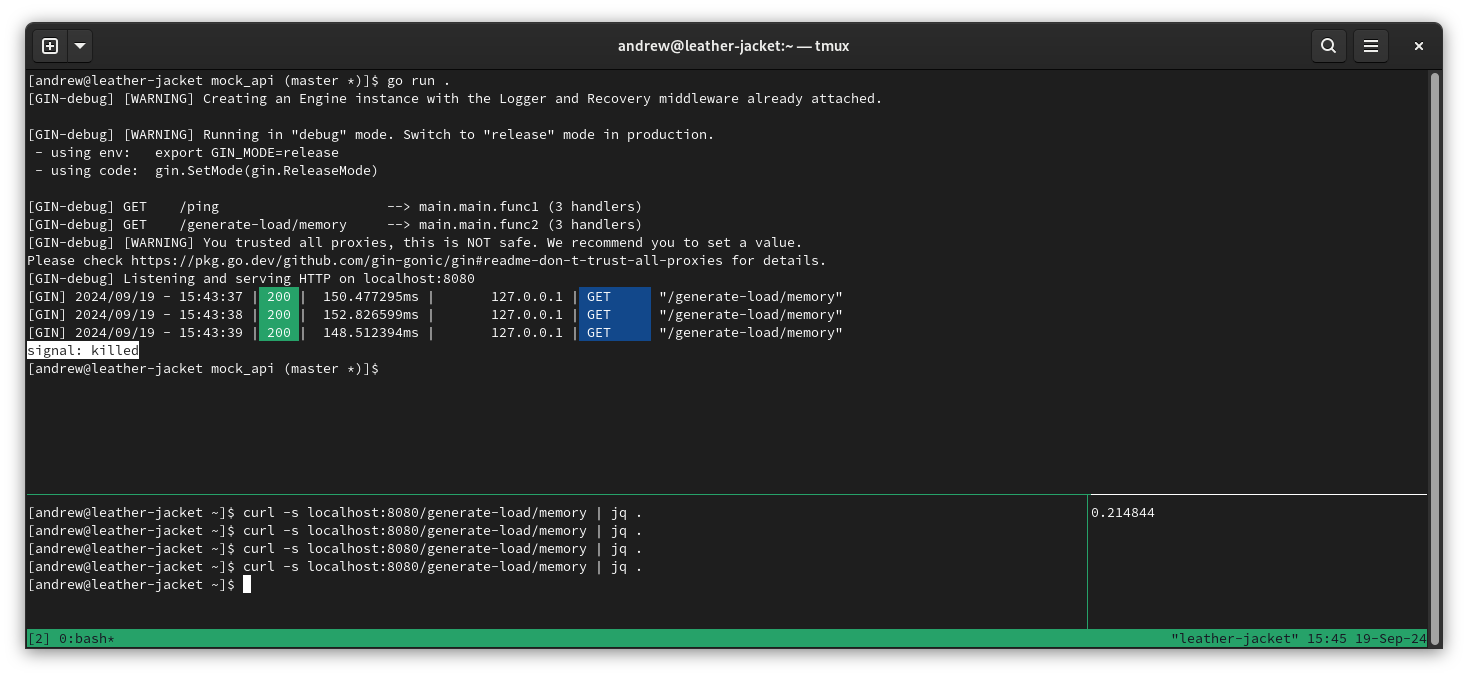 andrew@leather-jacket:~ — tmux
[andrew@leather-jacket mock_api (master *)]$ go run .
[GIN-debug] [WARNING] Creating an Engine instance with the Logger and Recovery middleware already attached.
[GIN-debug] [WARNING] Running in "debug" mode. Switch to "release" mode in production.
 - using env:   export GIN_MODE=release
 - using code:  gin.SetMode(gin.ReleaseMode)
[GIN-debug] GET    /ping                     --> main.main.func1 (3 handlers)
[GIN-debug] GET    /generate-load/memory     --> main.main.func2 (3 handlers)
[GIN-debug] [WARNING] You trusted all proxies, this is NOT safe. We recommend you to set a value.
Please check https://pkg.go.dev/github.com/gin-gonic/gin#readme-don-t-trust-all-proxies for details.
[GIN-debug] Listening and serving HTTP on localhost:8080
[GIN] 2024/09/19 - 15:43:37 | 200 |  150.477295ms |       127.0.0.1 | GET      "/generate-load/memory"
[GIN] 2024/09/19 - 15:43:38 | 200 |  152.826599ms |       127.0.0.1 | GET      "/generate-load/memory"
[GIN] 2024/09/19 - 15:43:39 | 200 |  148.512394ms |       127.0.0.1 | GET      "/generate-load/memory"
signal: killed
[andrew@leather-jacket mock_api (master *)]$
[andrew@leather-jacket ~]$ curl -s localhost:8080/generate-load/memory | jq .
[andrew@leather-jacket ~]$ curl -s localhost:8080/generate-load/memory | jq .
[andrew@leather-jacket ~]$ curl -s localhost:8080/generate-load/memory | jq .
[andrew@leather-jacket ~]$ curl -s localhost:8080/generate-load/memory | jq .
[andrew@leather-jacket ~]$
0.214844
[2] 0:bash*
"leather-jacket" 15:45 19-Sep-24